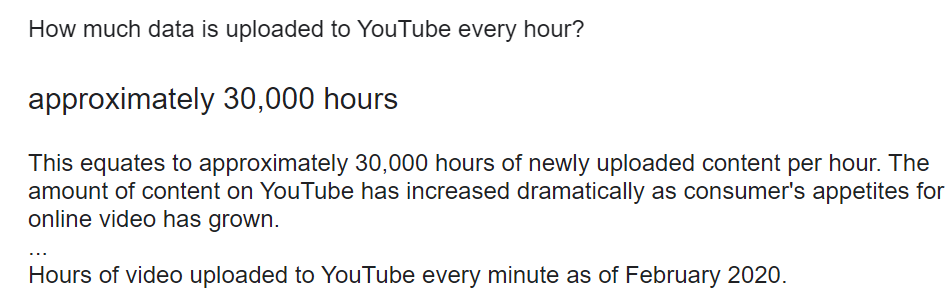 How much data is uploaded to YouTube every hour?
approximately 30,000 hours
This equates to approximately 30,000 hours of newly uploaded content per hour. The
amount of content on YouTube has increased dramatically as consumer's appetites for
online video has grown.
...
Hours of video uploaded to YouTube every minute as of February 2020.